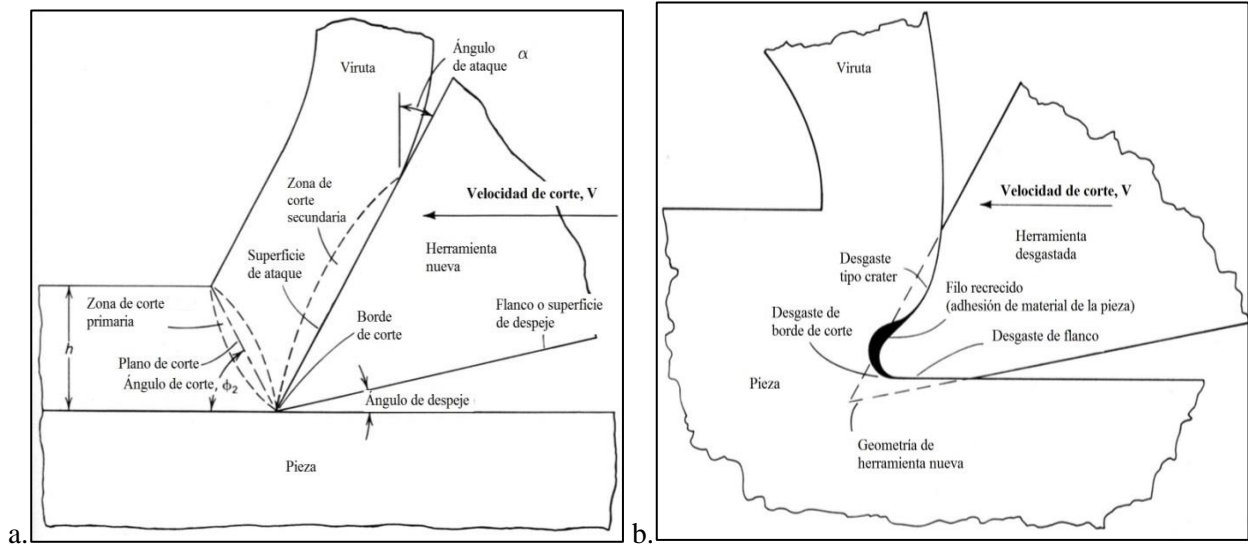 Viruta
Ángulo
de ataque
α
Zona de
corte
secundaria
Velocidad de corte, V
Superficie
de ataque
Herramienta
nueva
Zona de corte
primaria
Borde
de corte
Flanco o superficie
de despeje
h
Plano de corte
Ángulo de corte, ϕ2
Ángulo de despeje
Pieza
a.
Viruta
Velocidad de corte, V
Herramienta
desgastada
Desgaste
tipo crater
Filo recrecido
(adhesión de material de la pieza)
Desgaste de
borde de corte
Desgaste de flanco
Pieza
Geometría de
herramienta nueva
b.